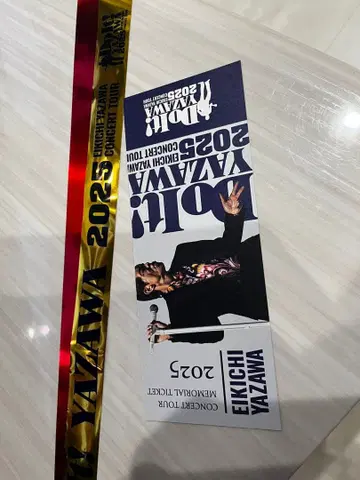 YAZAWA 2025
EIKICHI YAZAWA
CONCERT TOUR
Do It!
YAZAWA
2025
EIKICHI YAZAWA
CONCERT TOUR
Do It!
YAZAWA
2025
EIKICHI YAZAWA
CONCERT TOUR
EIKICHI
YAZAWA
2025
CONCERT TOUR
MEMORIAL TICKET